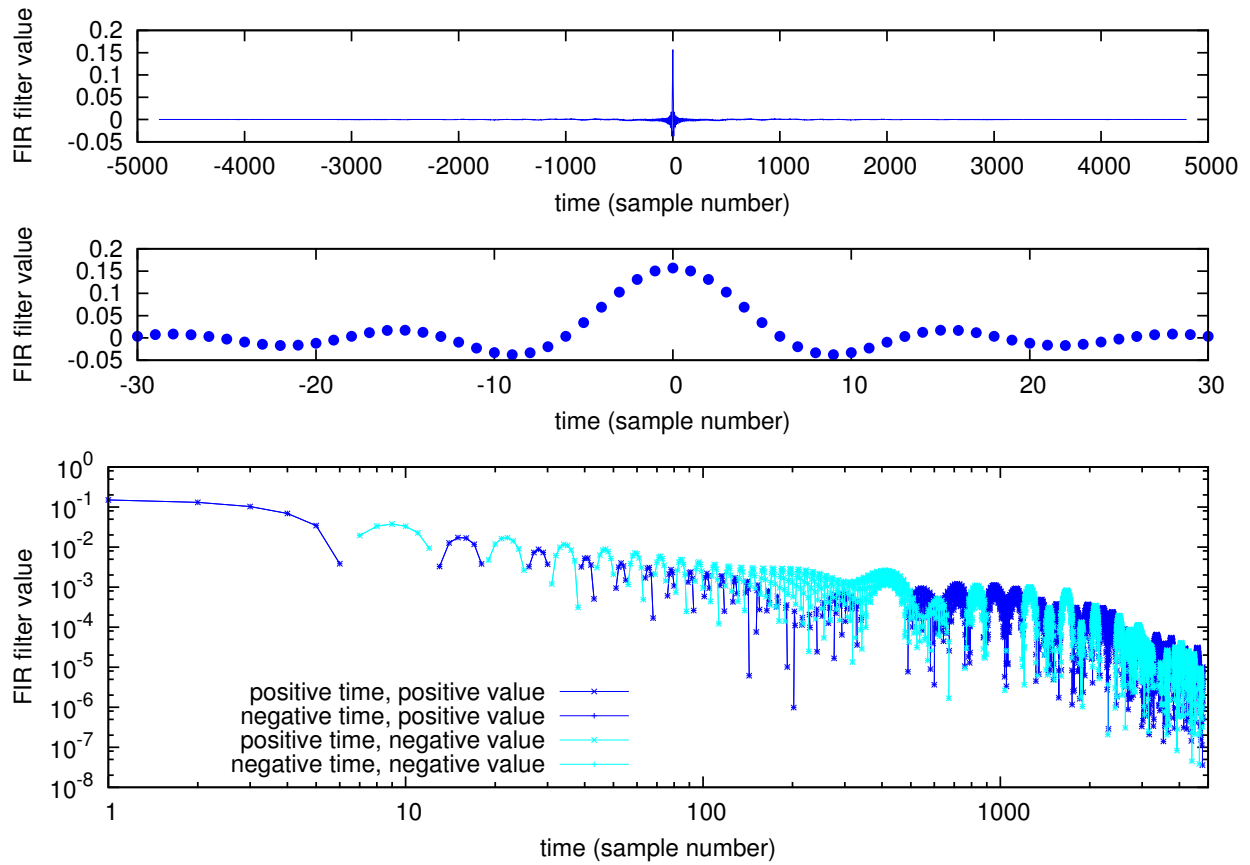 FIR filter value
0.2
0.15
0.1
0.05
0
-0.05
-5000 -4000 -3000 -2000 -1000 0 1000 2000 3000 4000 5000
time (sample number)
FIR filter value
0.2
0.15
0.1
0.05
0
-0.05
-30 -20 -10 0 10 20 30
time (sample number)
FIR filter value
10^0
10^-1
10^-2
10^-3
10^-4
10^-5
10^-6
10^-7
10^-8
positive time, positive value
negative time, positive value
positive time, negative value
negative time, negative value
1 10 100 1000
time (sample number)